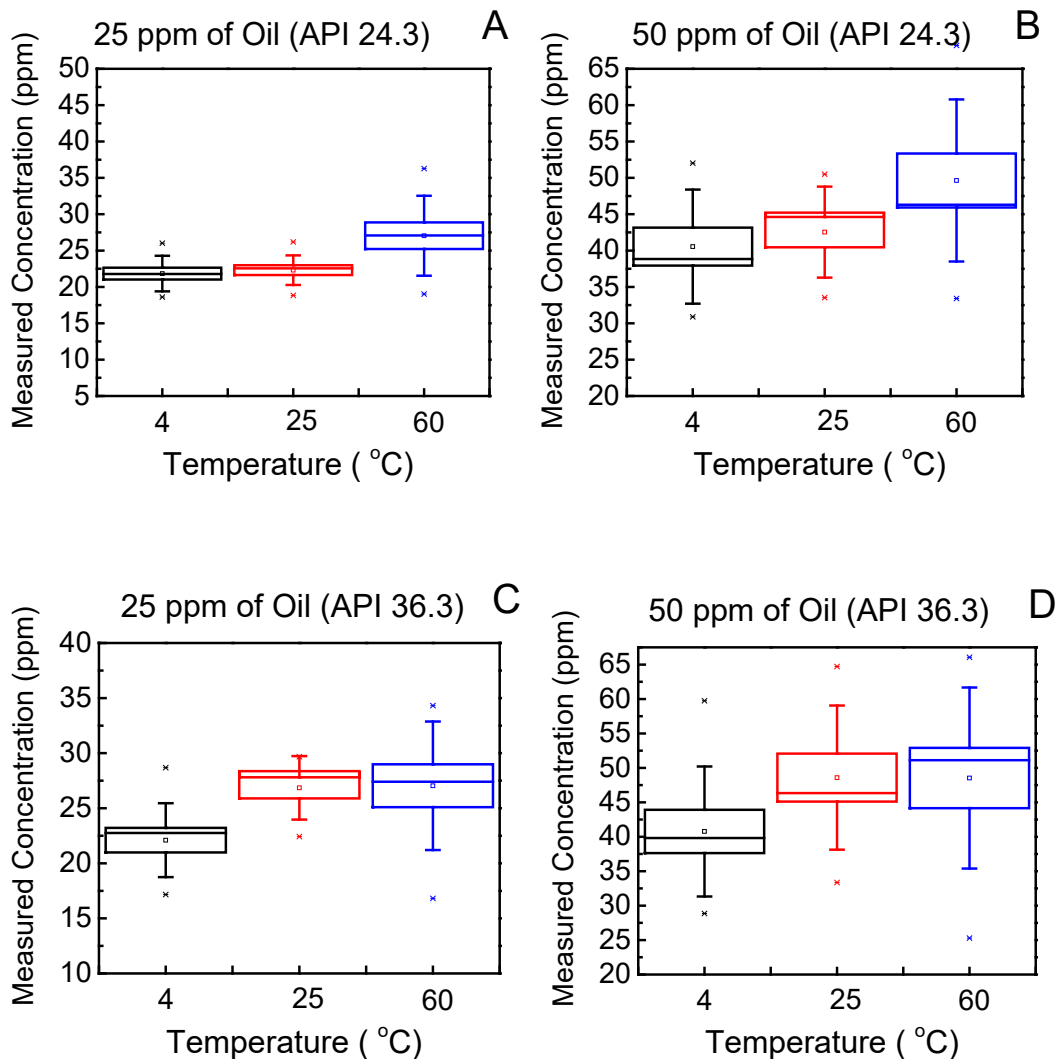 A
25 ppm of Oil (API 24.3)
Measured Concentration (ppm)
50
45
40
35
30
25
20
15
10
5
4 25 60
Temperature ( °C)
B
50 ppm of Oil (API 24.3)
Measured Concentration (ppm)
65
60
55
50
45
40
35
30
25
20
4 25 60
Temperature ( °C)
C
25 ppm of Oil (API 36.3)
Measured Concentration (ppm)
40
35
30
25
20
15
10
4 25 60
Temperature ( °C)
D
50 ppm of Oil (API 36.3)
Measured Concentration (ppm)
65
60
55
50
45
40
35
30
25
20
4 25 60
Temperature ( °C)